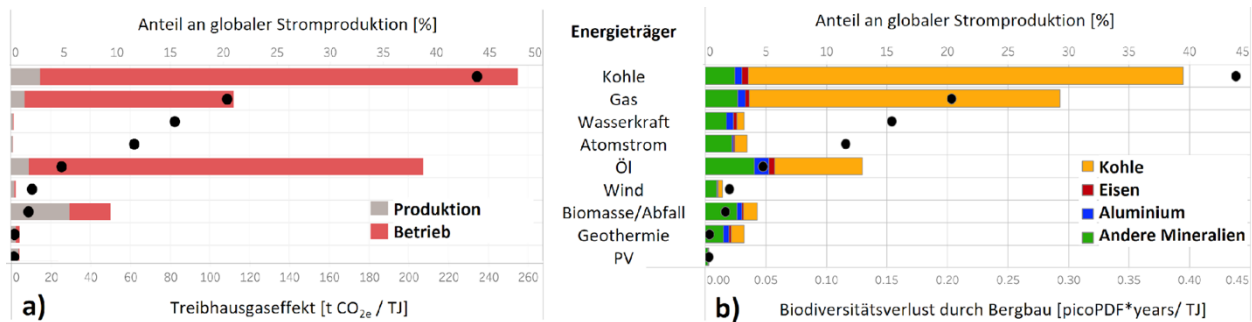 Anteil an globaler Stromproduktion [%]
0 5 10 15 20 25 30 35 40 50
Produktion
Betrieb
0 20 40 60 80 100 120 140 160 180 200 220 240 260
a)
Treibhausgaseffekt [t CO2e / TJ]
Energieträger
Kohle
Gas
Wasserkraft
Atomstrom
Öl
Wind
Biomasse/Abfall
Geothermie
PV
Anteil an globaler Stromproduktion [%]
0 5 10 15 20 25 30 35 40 45
Kohle
Eisen
Aluminium
Andere Mineralien
0.00 0.05 0.10 0.15 0.20 0.25 0.30 0.35 0.40 0.45
b)
Biodiversitätsverlust durch Bergbau [picoPDF*years/ TJ]